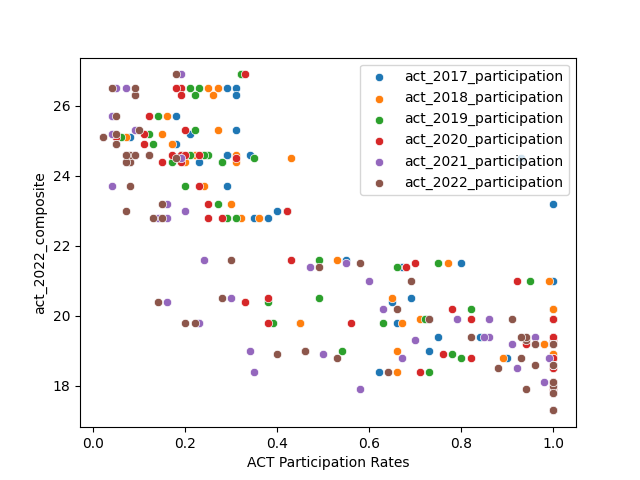 act_2017_participation
act_2018_participation
act_2019_participation
act_2020_participation
act_2021_participation
act_2022_participation
26
24
22
20
18
act_2022_composite
0.0 0.2 0.4 0.6 0.8 1.0
ACT Participation Rates